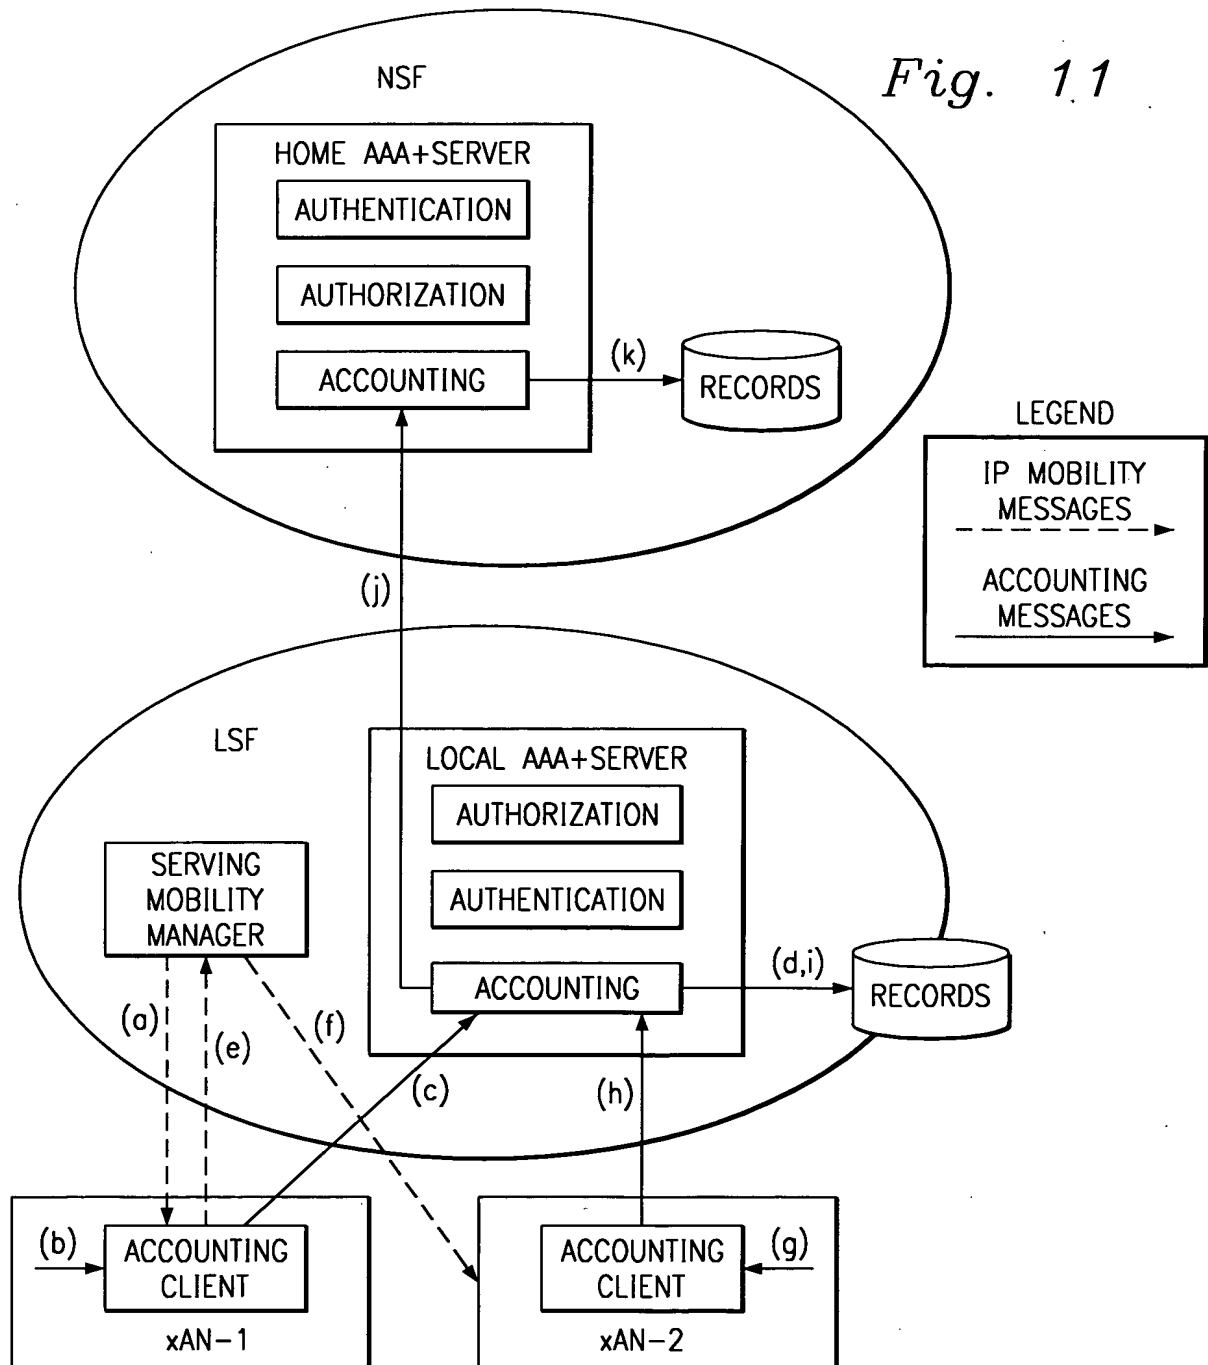 Fig. 11
NSF
HOME AAA+SERVER
AUTHENTICATION
AUTHORIZATION
ACCOUNTING
(k)
RECORDS
LEGEND
IP MOBILITY
MESSAGES
ACCOUNTING
MESSAGES
(j)
LSF
LOCAL AAA+SERVER
AUTHORIZATION
AUTHENTICATION
ACCOUNTING
(d,i)
RECORDS
SERVING
MOBILITY
MANAGER
(a)
(e)
(f)
(c)
(h)
(b)
ACCOUNTING
CLIENT
xAN-1
ACCOUNTING
CLIENT
(g)
xAN-2